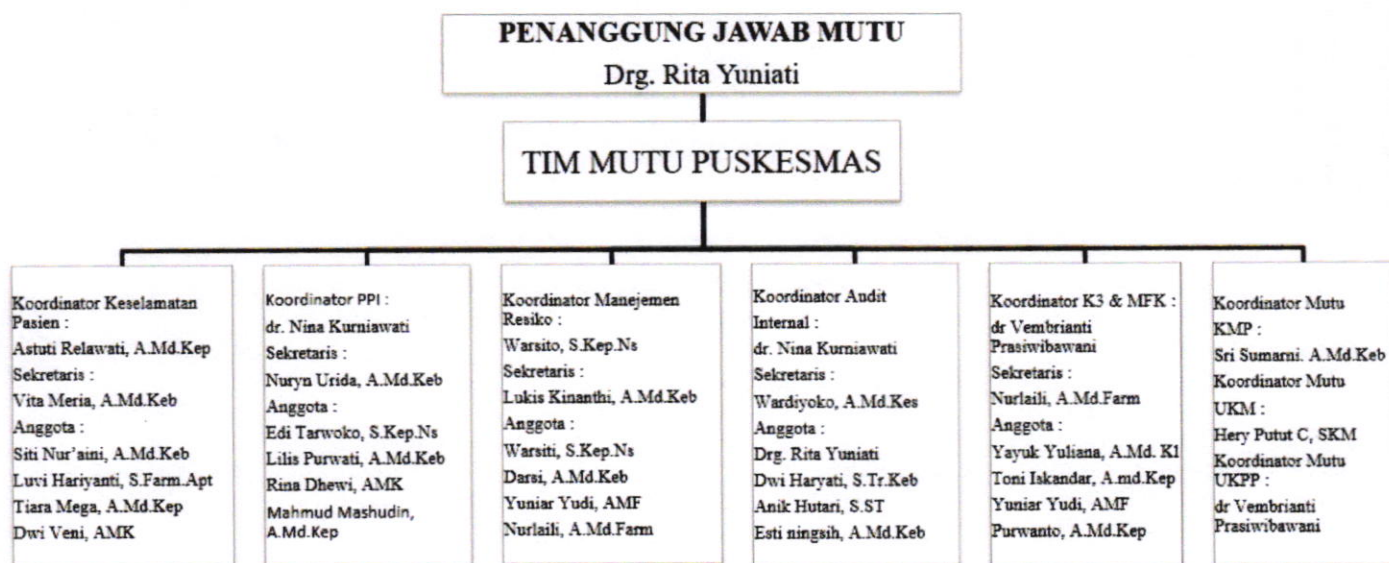 PENANGGUNG JAWAB MUTU
Drg. Rita Yuniati
TIM MUTU PUSKESMAS
Koordinator Keselamatan
Pasien :
Astuti Relawati, A.Md.Kep
Sekretaris :
Vita Meria, A.Md.Keb
Anggota :
Siti Nur'aini, A.Md.Keb
Luvi Hariyanti, S.Farm.Apt
Tiara Mega, A.Md.Kep
Dwi Veni, AMK
Koordinator PPI :
dr. Nina Kurniawati
Sekretaris :
Nuryn Urida, A.Md.Keb
Anggota :
Edi Tarwoko, S.Kep.Ns
Lilis Purwati, A.Md.Keb
Rina Dhewi, AMK
Mahmud Mashudin,
A.Md.Kep
Koordinator Manejemen
Resiko :
Warsito, S.Kep.Ns
Sekretaris :
Lukis Kinanthi, A.Md.Keb
Anggota :
Warsiti, S.Kep.Ns
Darsi, A.Md.Keb
Yuniar Yudi, AMF
Nurlaili, A.Md.Farm
Koordinator Audit
Internal :
dr. Nina Kurniawati
Sekretaris :
Wardiyoko, A.Md.Kes
Anggota :
Drg. Rita Yuniati
Dwi Haryati, S.Tr.Keb
Anik Hutari, S.ST
Esti ningsih, A.Md.Keb
Koordinator K3 & MFK :
dr Vembrianti
Prasiwibawani
Sekretaris :
Nurlaili, A.Md.Farm
Anggota :
Yayuk Yuliana, A.Md. Kl
Toni Iskandar, A.md.Kep
Yuniar Yudi, AMF
Purwanto, A.Md.Kep
Koordinator Mutu
KMP :
Sri Sumarni. A.Md.Keb
Koordinator Mutu
UKM :
Hery Putut C, SKM
Koordinator Mutu
UKPP :
dr Vembrianti
Prasiwibawani